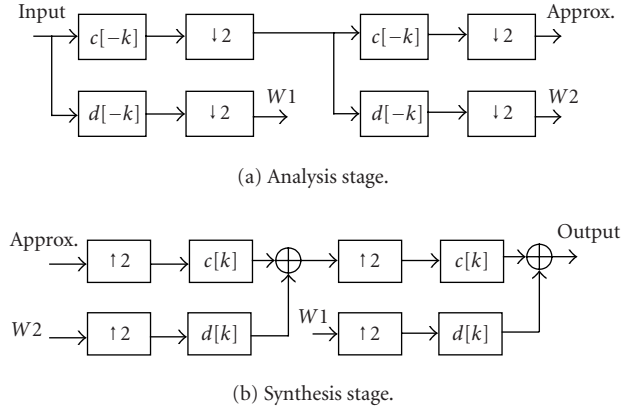 Input
Approx.
c[−k]
↓2
c[−k]
↓2
W1
W2
d[−k]
↓2
d[−k]
↓2
(a) Analysis stage.
Output
Approx.
↑2
c[k]
↑2
c[k]
W2
↑2
d[k]
W1
↑2
d[k]
(b) Synthesis stage.